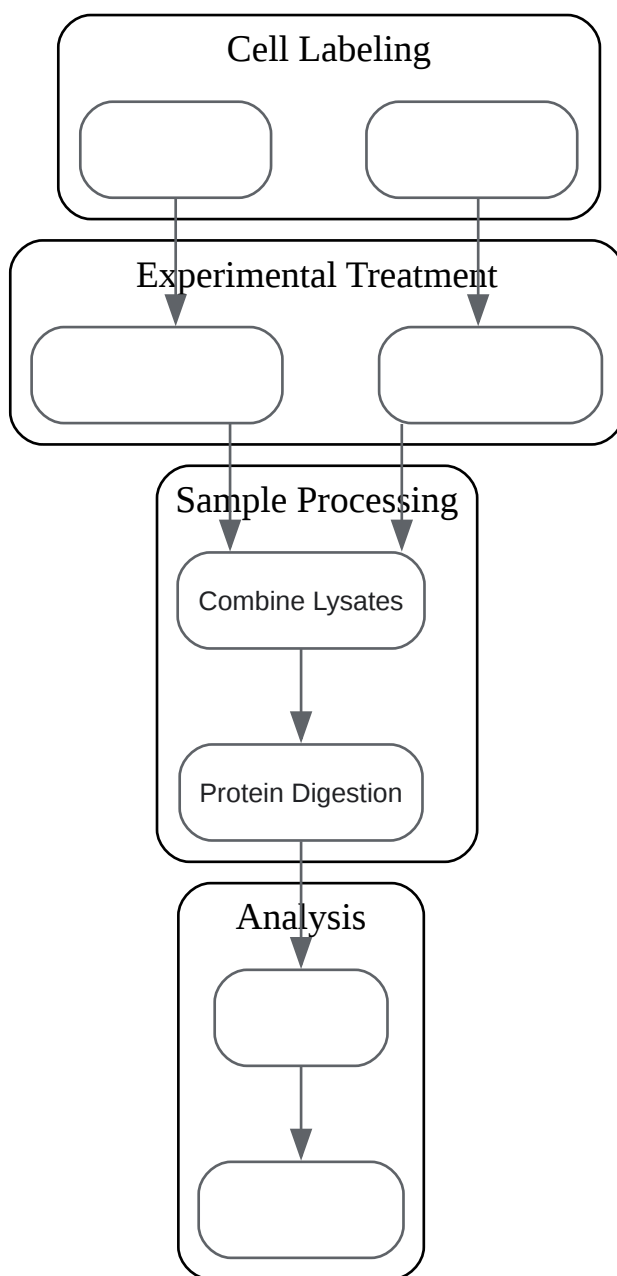 Cell Labeling
Experimental Treatment
Sample Processing
Combine Lysates
Protein Digestion
Analysis